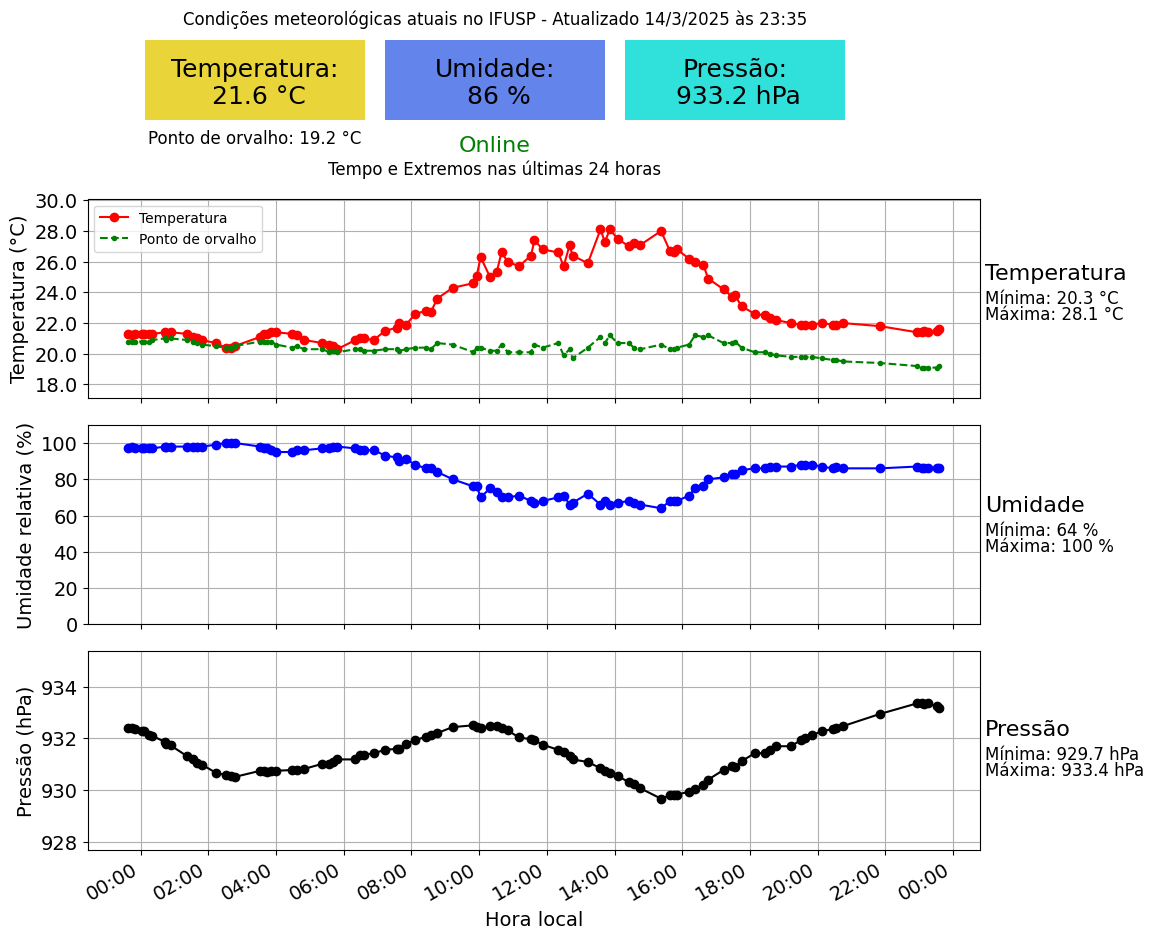 Condições meteorológicas atuais no IFUSP - Atualizado 14/3/2025 às 23:35
Temperatura:
21.6 °C
Umidade:
86 %
Pressão:
933.2 hPa
Ponto de orvalho: 19.2 °C
Online
Tempo e Extremos nas últimas 24 horas
Temperatura (°C)
30.0
28.0
26.0
24.0
22.0
20.0
18.0
Temperatura
Ponto de orvalho
Temperatura
Mínima: 20.3 °C
Máxima: 28.1 °C
Umidade relativa (%)
100
80
60
40
20
0
Umidade
Mínima: 64 %
Máxima: 100 %
Pressão (hPa)
934
932
930
928
Pressão
Mínima: 929.7 hPa
Máxima: 933.4 hPa
00:00 02:00 04:00 06:00 08:00 10:00 12:00 14:00 16:00 18:00 20:00 22:00 00:00
Hora local